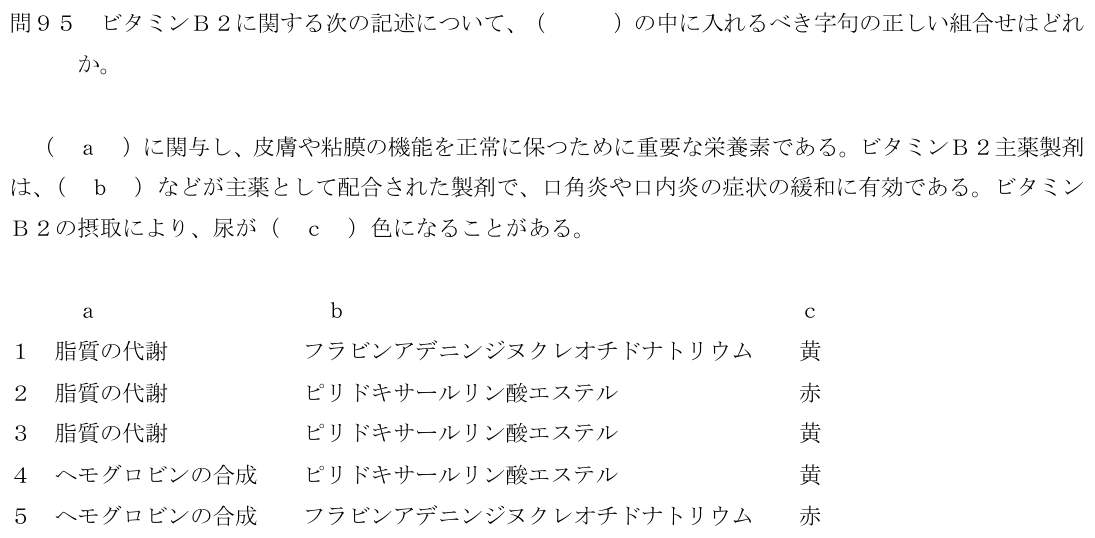 問９５　ビタミンＢ２に関する次の記述について、（　　　）の中に入れるべき字句の正しい組合せはどれ
か。
（　ａ　）に関与し、皮膚や粘膜の機能を正常に保つために重要な栄養素である。ビタミンＢ２主薬製剤
は、（　ｂ　）などが主薬として配合された製剤で、口角炎や口内炎の症状の緩和に有効である。ビタミン
Ｂ２の摂取により、尿が（　ｃ　）色になることがある。
ａ　ｂ　ｃ
１　脂質の代謝　フラビンアデニンジヌクレオチドナトリウム　黄
２　脂質の代謝　ピリドキサールリン酸エステル　赤
３　脂質の代謝　ピリドキサールリン酸エステル　黄
４　ヘモグロビンの合成　ピリドキサールリン酸エステル　黄
５　ヘモグロビンの合成　フラビンアデニンジヌクレオチドナトリウム　赤